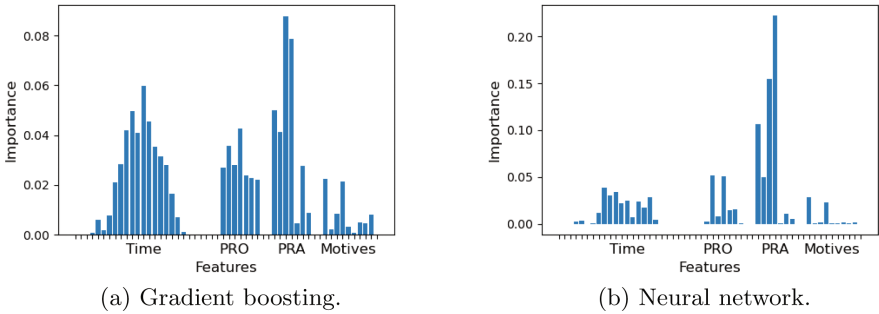 Importance
0.08
0.06
0.04
0.02
0.00
Time PRO PRA Motives
Features
(a) Gradient boosting.
Importance
0.20
0.15
0.10
0.05
0.00
Time PRO PRA Motives
Features
(b) Neural network.